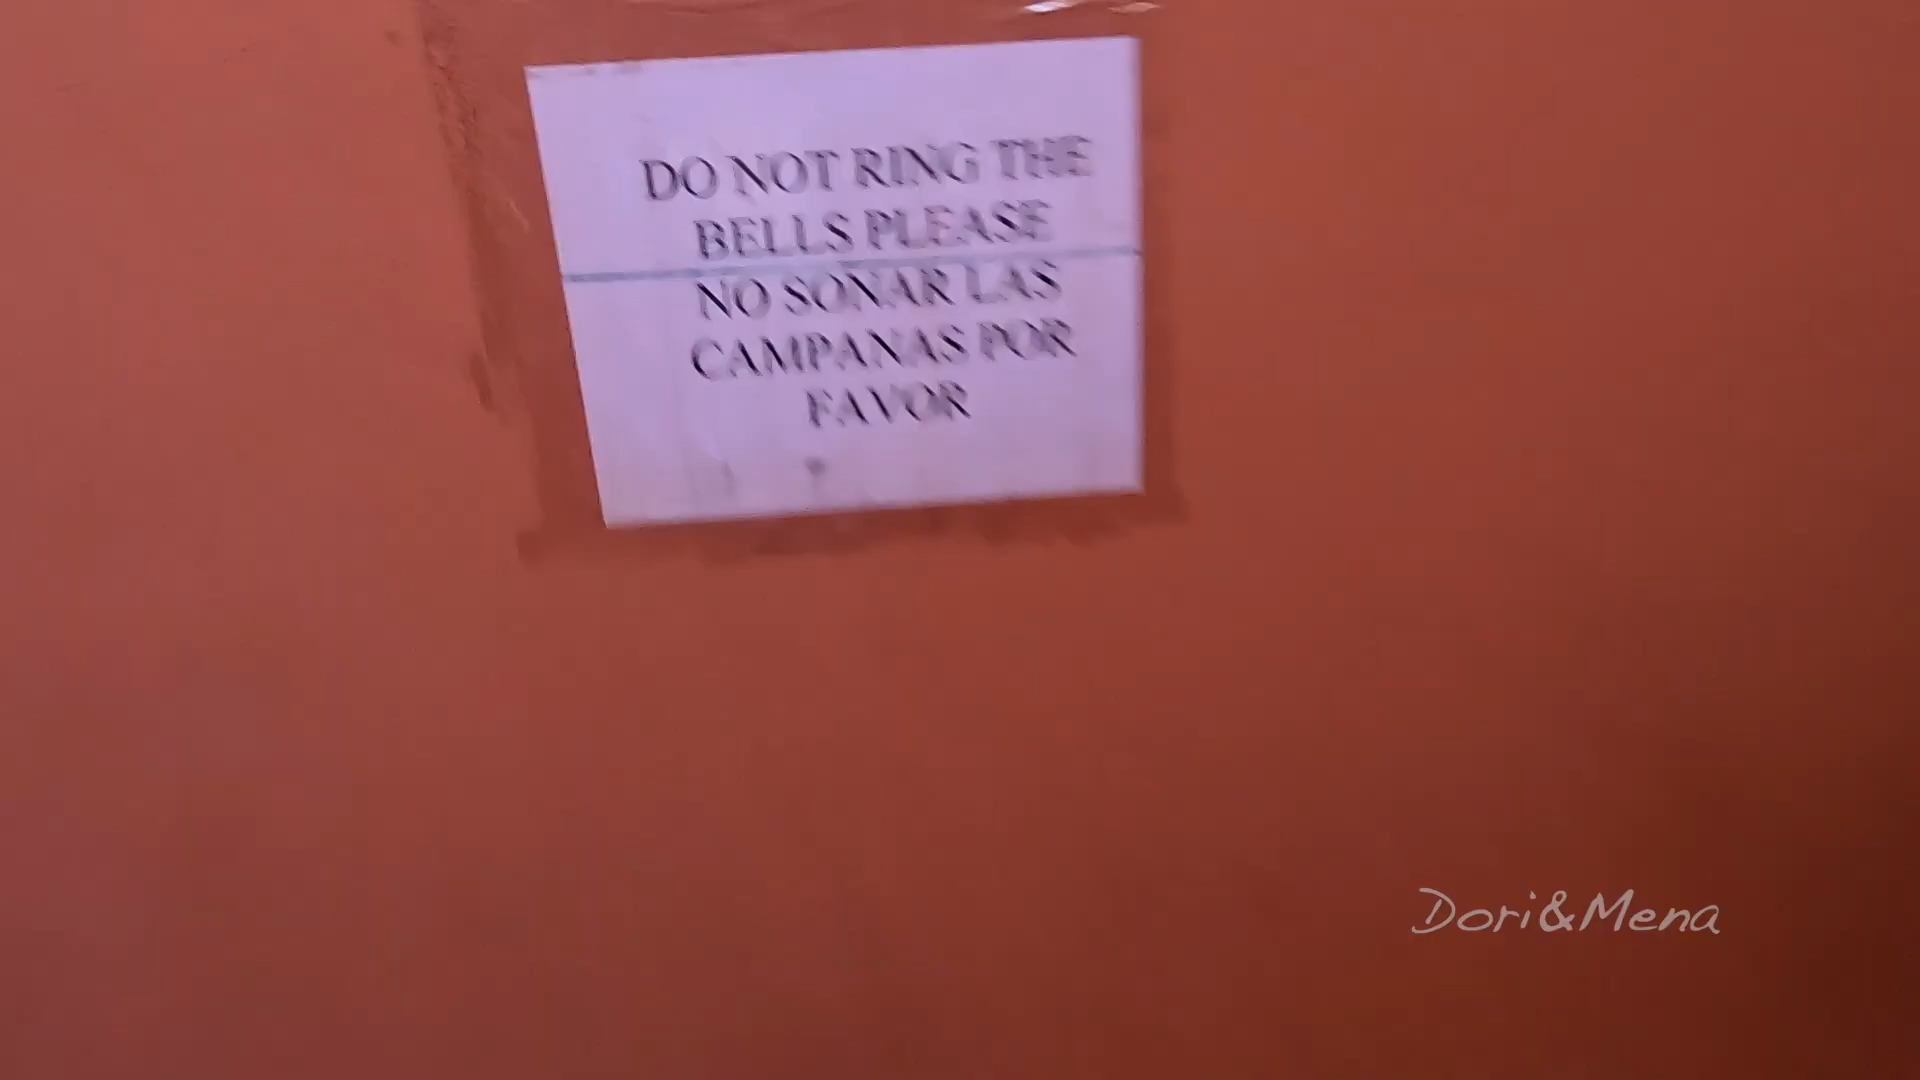 DO NOT RING THE
BELLS PLEASE
NO SONAR LAS
CAMPANAS POR
FAVOR
Dori&Mena